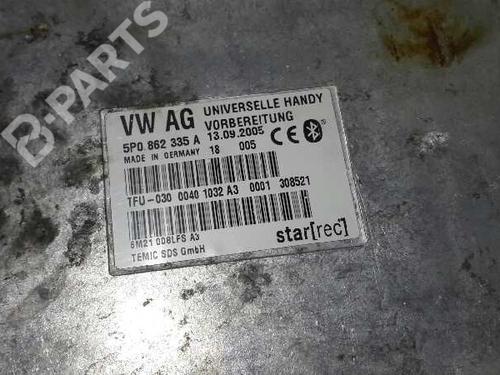 B-PARTS
VW AG UNIVERSELLE HANDY VORBEREITUNG
5P0 862 335 A 13.09.2005
MADE IN GERMANY 18 005
TFU-030 0040 1032 A3 0001 308521
6M21 008LFS A3
TEMIC SDS GmbH
star[rec]